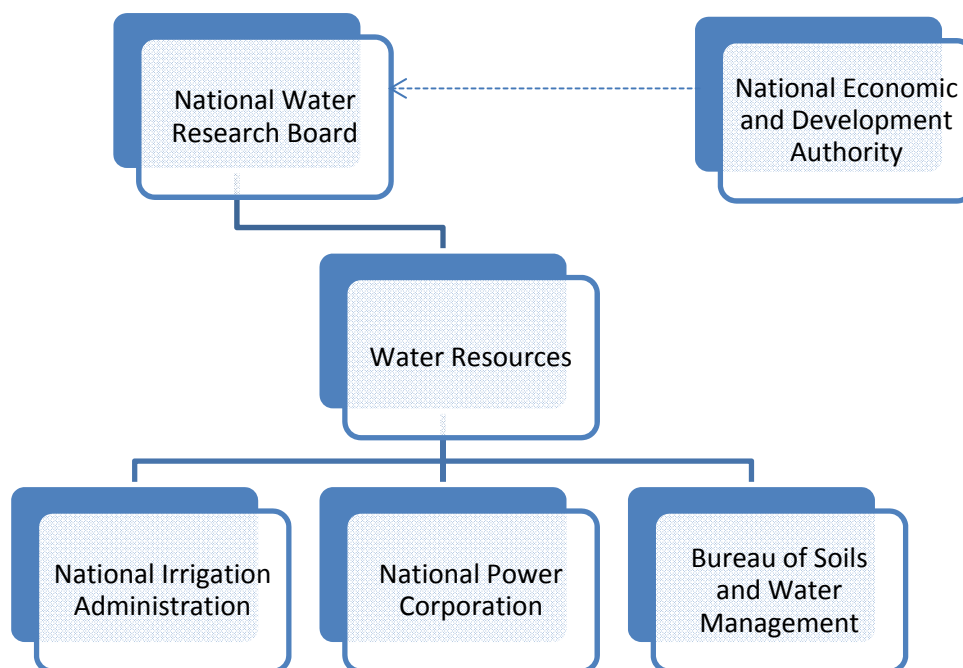 National Water
Research Board
National Economic
and Development
Authority
Water Resources
National Irrigation
Administration
National Power
Corporation
Bureau of Soils
and Water
Management